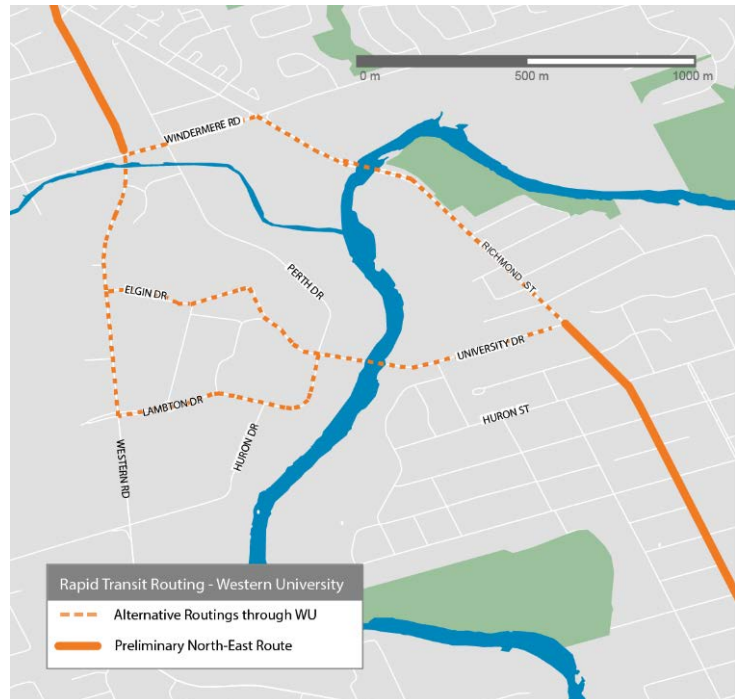 0 m
500 m
1000 m
WINDERMERE RD
RICHMOND ST.
PERTH DR
ELGIN DR
UNIVERSITY DR
LAMBTON DR
HURON DR
HURON ST
WESTERN RD
Rapid Transit Routing - Western University
Alternative Routings through WU
Preliminary North-East Route